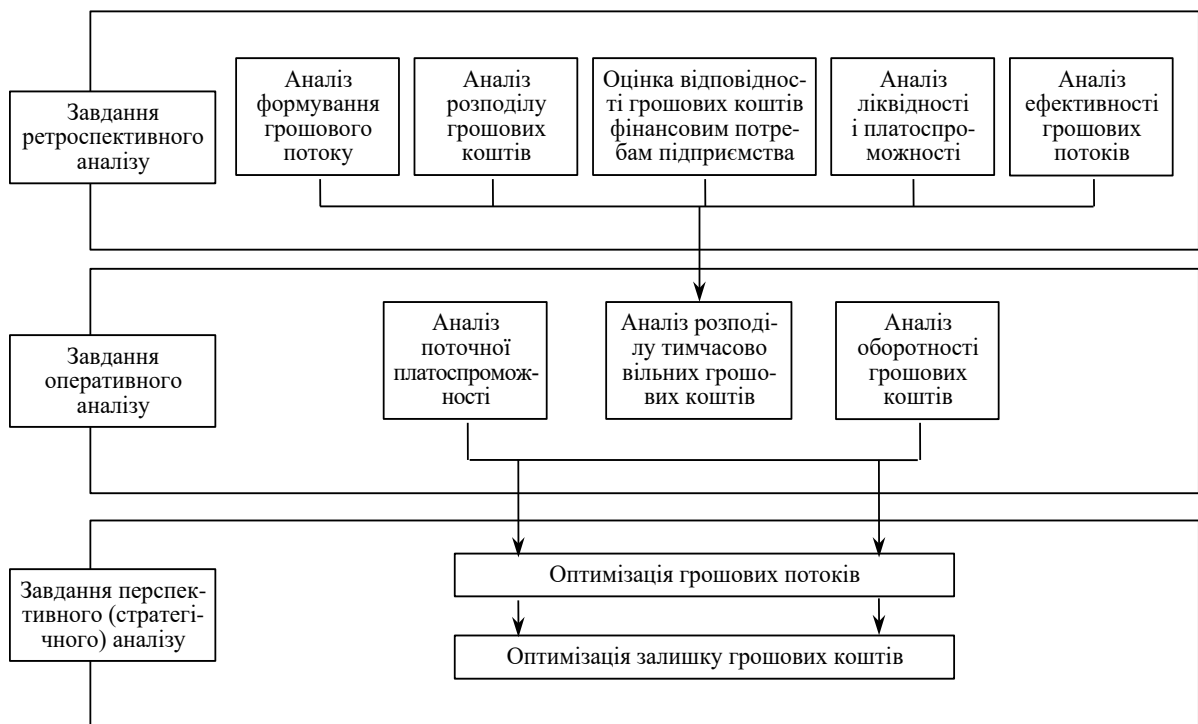 Завдання
ретроспективного
аналізу
Аналіз
формування
грошового
потоку
Аналіз
розподілу
грошових
коштів
Оцінка відповіднос-
ті грошових коштів
фінансовим потре-
бам підприємства
Аналіз
ліквідності
і платоспро-
можності
Аналіз
ефективності
грошових
потоків
Завдання
оперативного
аналізу
Аналіз
поточної
платоспромож-
ності
Аналіз розподі-
лу тимчасово
вільних грошо-
вих коштів
Аналіз
оборотності
грошових
коштів
Завдання перспек-
тивного (стратегі-
чного) аналізу
Оптимізація грошових потоків
Оптимізація залишку грошових коштів